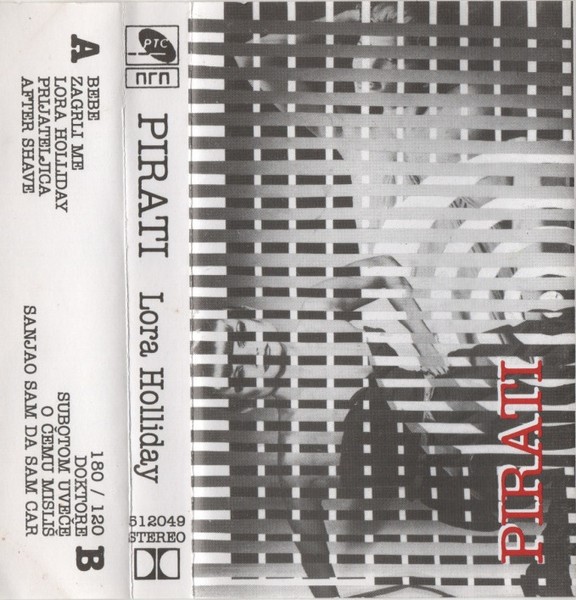 A
BEBE
ZAGRLI ME
LORA HOLLIDAY
PRIJATELJICA
AFTER SHAVE
180 / 120
DOKTORE
SUBOTOM UVEČE
O ČEMU MISLIŠ
SANJAO SAM DA SAM CAR
B
PTC
PIRATI Lora Holliday
512049
STEREO
PIRATI